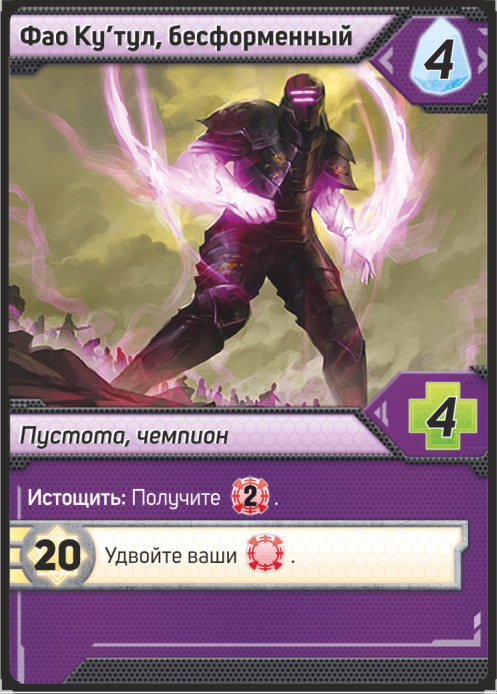 Фао Ку'тул, бесформенный
4
4
Пустота, чемпион
Истощить: Получите 2 .
20 Удвойте ваши .